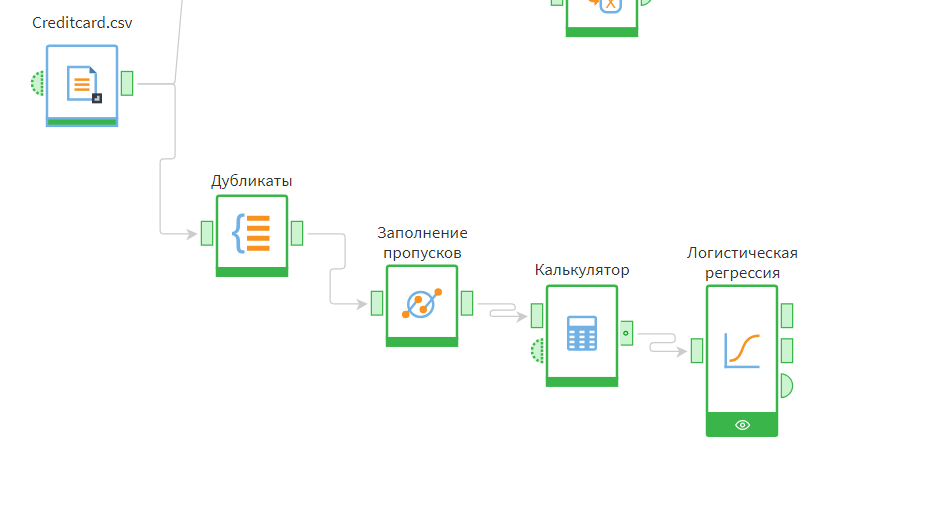 Creditcard.csv
Дубликаты
Заполнение
пропусков
Калькулятор
Логистическая
регрессия